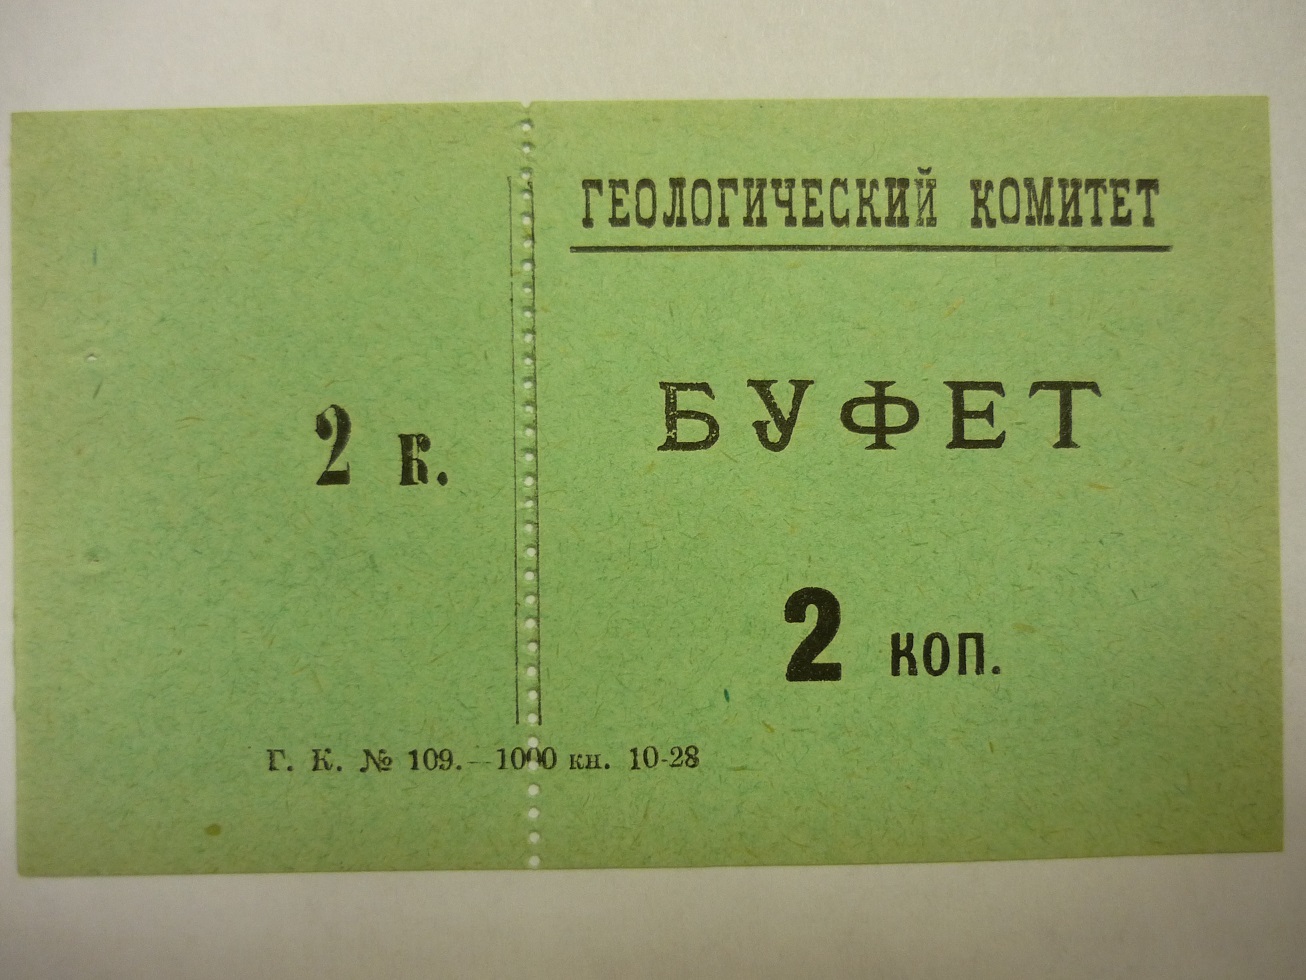 ГЕОЛОГИЧЕСКИЙ КОМИТЕТ
БУФЕТ
2 к.
2 коп.
Г. К. № 109.—1000 кн. 10-28